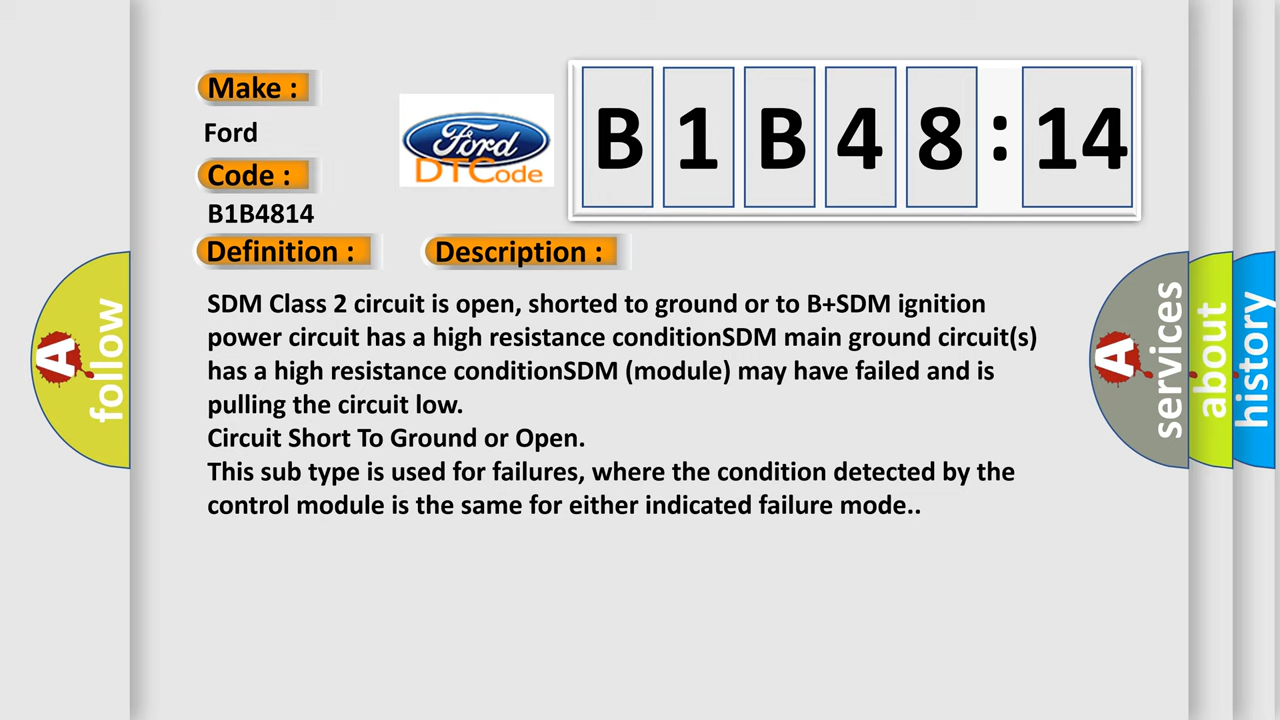 Make :
Ford
Code :
B1B4814
Ford
DTCode
B1B48:14
Definition :
Description :
SDM Class 2 circuit is open, shorted to ground or to B+SDM ignition
power circuit has a high resistance conditionSDM main ground circuit(s)
has a high resistance conditionSDM (module) may have failed and is
pulling the circuit low.
Circuit Short To Ground or Open.
This sub type is used for failures, where the condition detected by the
control module is the same for either indicated failure mode..
A
follow
A
services
about
history